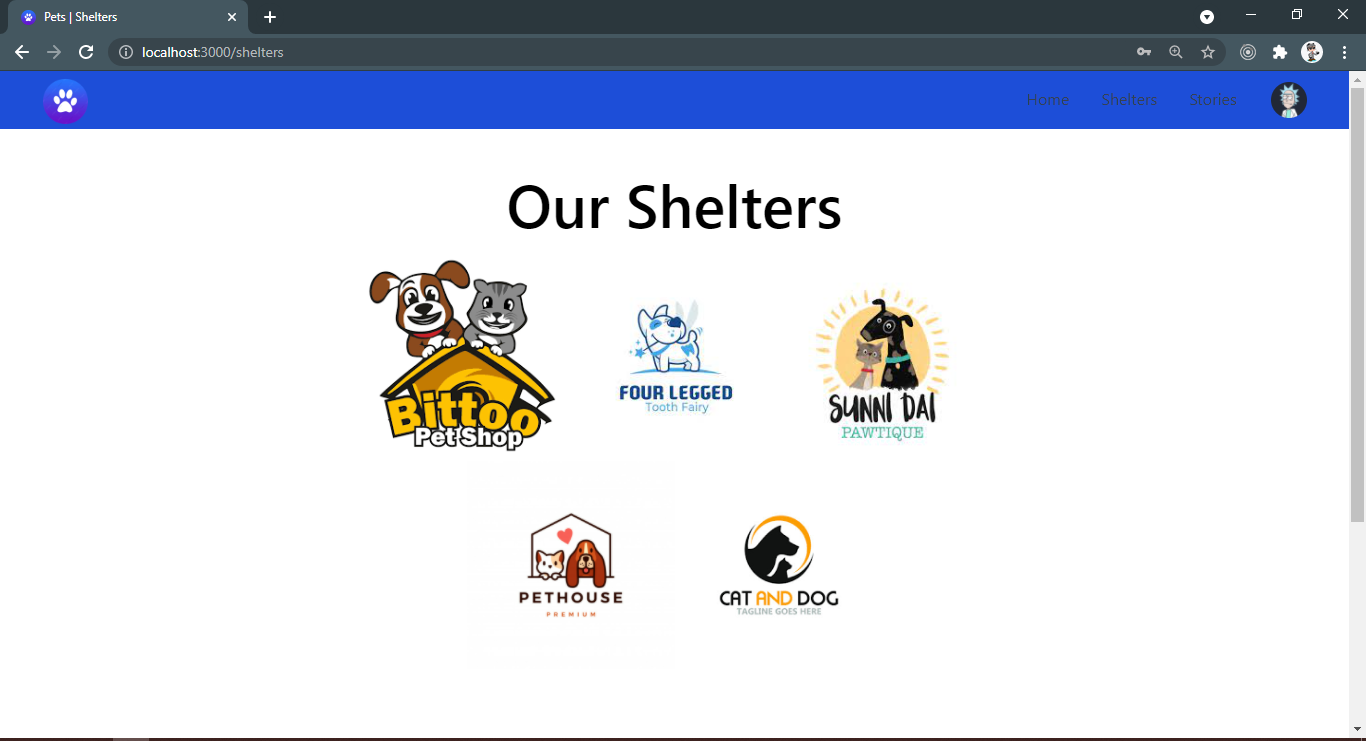 Pets | Shelters
localhost:3000/shelters
Home Shelters Stories
Our Shelters
Bittoo
Pet Shop
FOUR LEGGED
Tooth Fairy
SUNNI DAI
PAWTIQUE
PETHOUSE
PREMIUM
CAT AND DOG
TAGLINE GOES HERE